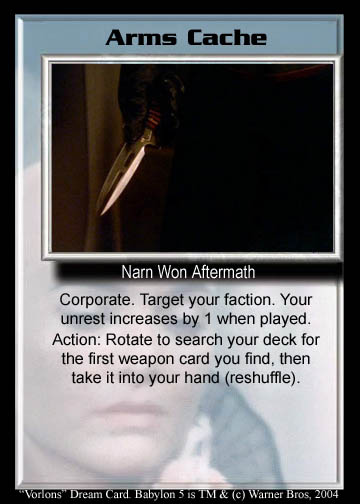 Arms Cache
Narn Won Aftermath
Corporate. Target your faction. Your
unrest increases by 1 when played.
Action: Rotate to search your deck for
the first weapon card you find, then
take it into your hand (reshuffle).
“Vorlons” Dream Card. Babylon 5 is TM & (c) Warner Bros, 2004